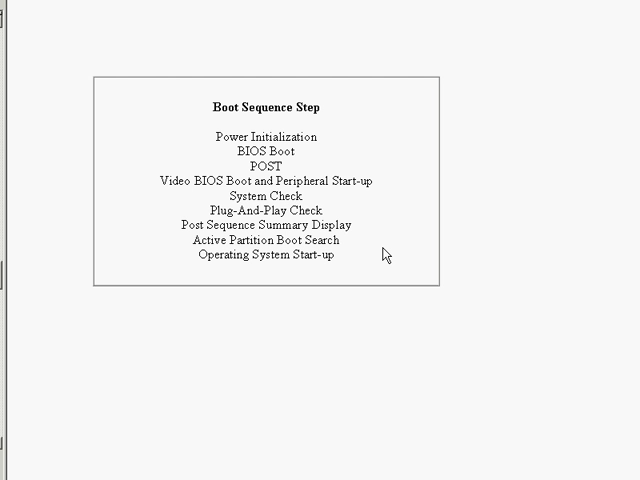 Boot Sequence Step
Power Initialization
BIOS Boot
POST
Video BIOS Boot and Peripheral Start-up
System Check
Plug-And-Play Check
Post Sequence Summary Display
Active Partition Boot Search
Operating System Start-up